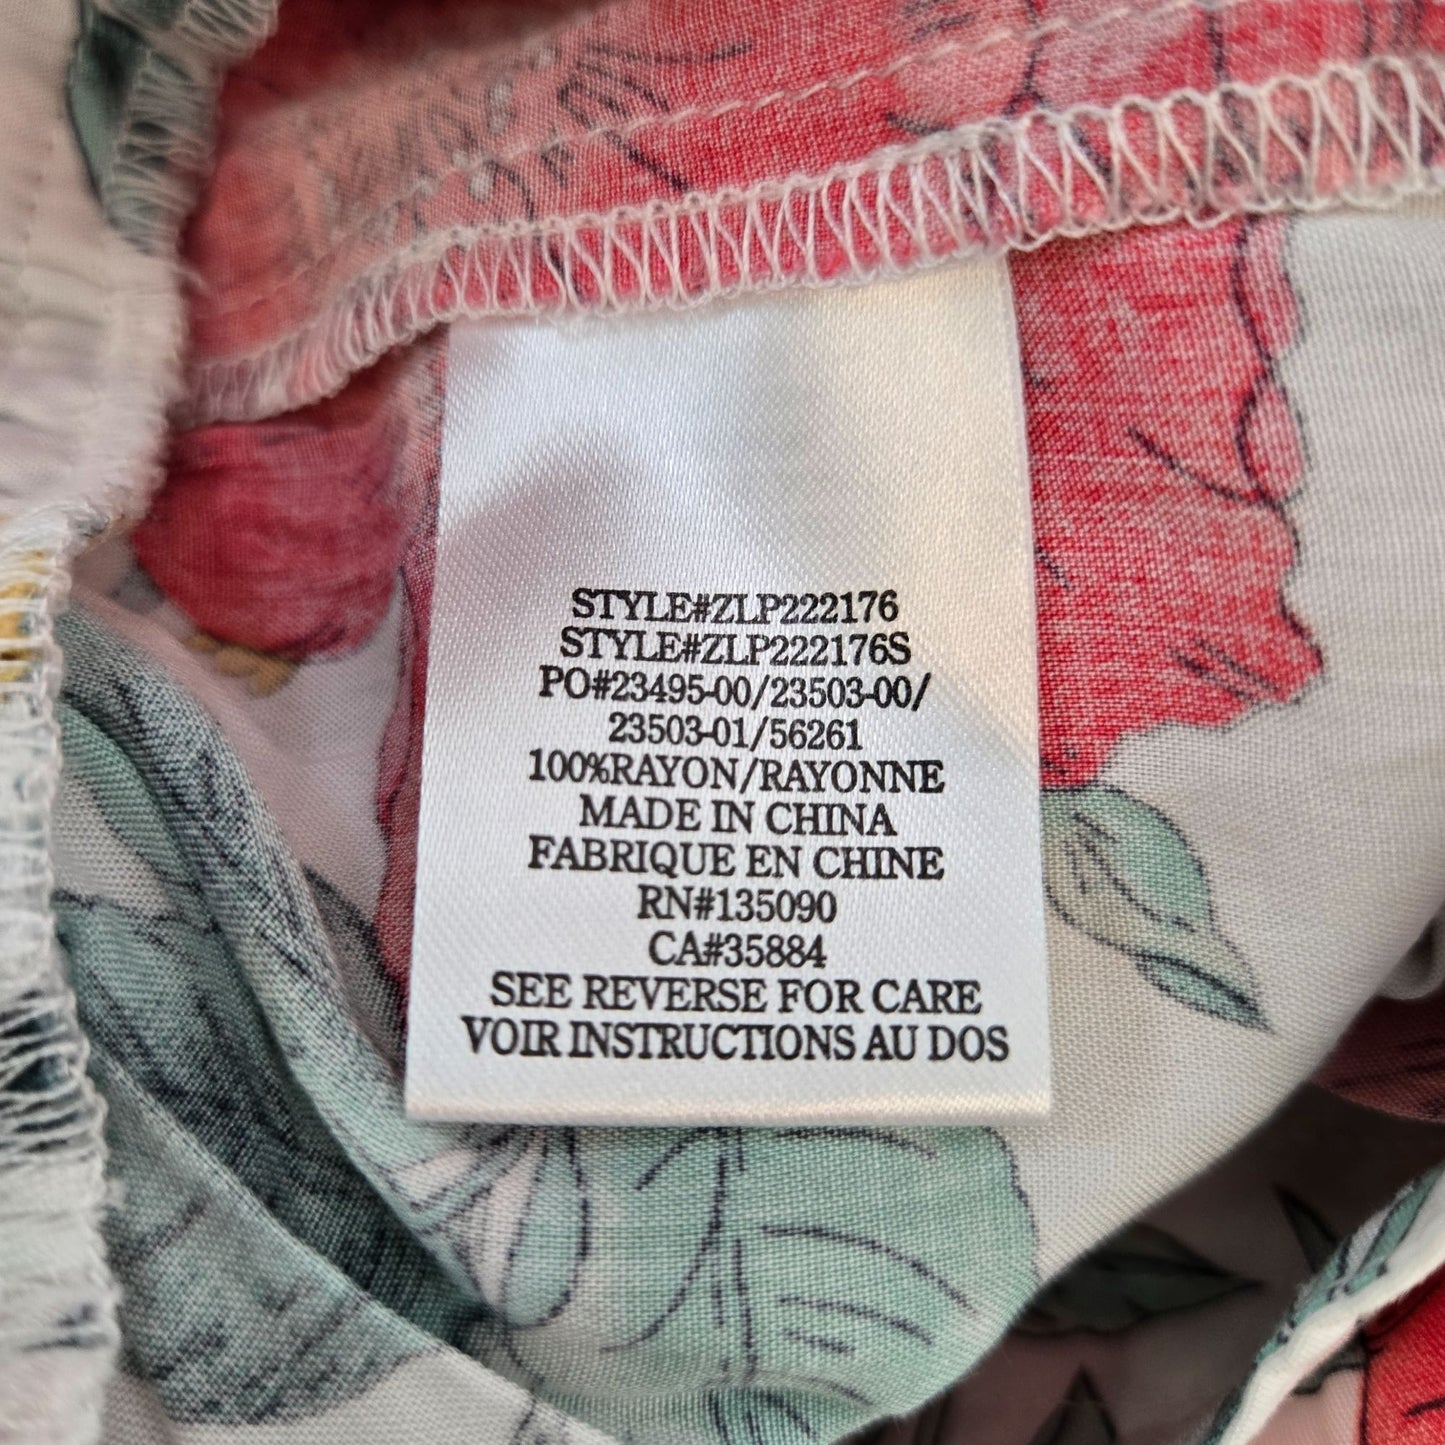 STYLE#ZLP222176
STYLE#ZLP222176S
PO#23495-00/23503-00/
23503-01/56261
100%RAYON/RAYONNE
MADE IN CHINA
FABRIQUE EN CHINE
RN#135090
CA#35884
SEE REVERSE FOR CARE
VOIR INSTRUCTIONS AU DOS